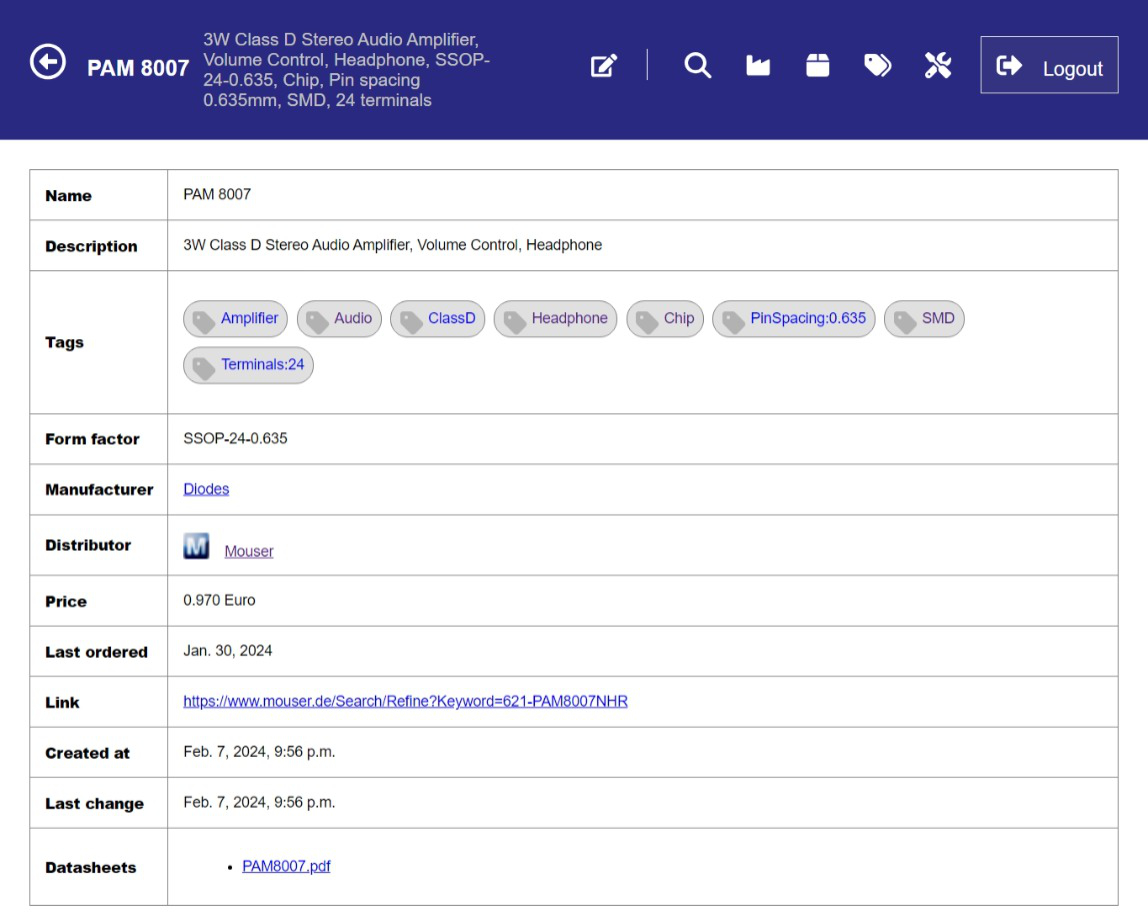 PAM 8007
3W Class D Stereo Audio Amplifier,
Volume Control, Headphone, SSOP-
24-0.635, Chip, Pin spacing
0.635mm, SMD, 24 terminals
Logout
Name
PAM 8007
Description
3W Class D Stereo Audio Amplifier, Volume Control, Headphone
Tags
Amplifier Audio ClassD Headphone Chip PinSpacing:0.635 SMD
Terminals:24
Form factor
SSOP-24-0.635
Manufacturer
Diodes
Distributor
M Mouser
Price
0.970 Euro
Last ordered
Jan. 30, 2024
Link
https://www.mouser.de/Search/Refine?Keyword=621-PAM8007NHR
Created at
Feb. 7, 2024, 9:56 p.m.
Last change
Feb. 7, 2024, 9:56 p.m.
Datasheets
• PAM8007.pdf